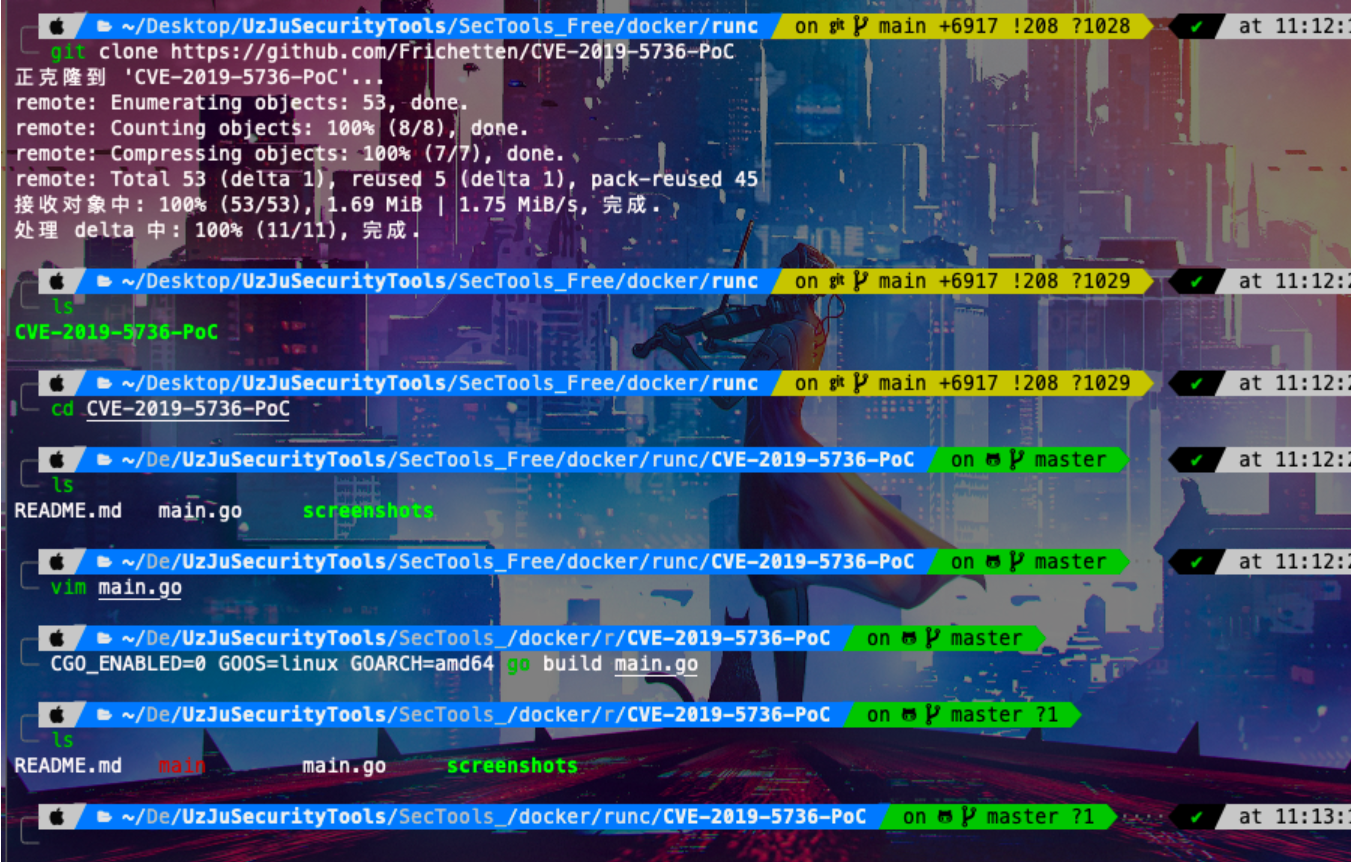 ~/Desktop/UzJuSecurityTools/SecTools_Free/docker/runc on git main +6917 !208 ?1028 ✔ at 11:12:1
git clone https://github.com/Frichetten/CVE-2019-5736-PoC
正克隆到 'CVE-2019-5736-PoC'...
remote: Enumerating objects: 53, done.
remote: Counting objects: 100% (8/8), done.
remote: Compressing objects: 100% (7/7), done.
remote: Total 53 (delta 1), reused 5 (delta 1), pack-reused 45
接收对象中: 100% (53/53), 1.69 MiB | 1.75 MiB/s, 完成.
处理 delta 中: 100% (11/11), 完成.
~/Desktop/UzJuSecurityTools/SecTools_Free/docker/runc on git main +6917 !208 ?1029 ✔ at 11:12:2
ls
CVE-2019-5736-PoC
~/Desktop/UzJuSecurityTools/SecTools_Free/docker/runc on git main +6917 !208 ?1029 ✔ at 11:12:2
cd CVE-2019-5736-PoC
~/De/UzJuSecurityTools/SecTools_Free/docker/runc/CVE-2019-5736-PoC on master ✔ at 11:12:2
ls
README.md main.go screenshots
~/De/UzJuSecurityTools/SecTools_Free/docker/runc/CVE-2019-5736-PoC on master ✔ at 11:12:2
vim main.go
~/De/UzJuSecurityTools/SecTools_/docker/r/CVE-2019-5736-PoC on master
CGO_ENABLED=0 GOOS=linux GOARCH=amd64 go build main.go
~/De/UzJuSecurityTools/SecTools_/docker/r/CVE-2019-5736-PoC on master ?1
ls
README.md main main.go screenshots
~/De/UzJuSecurityTools/SecTools_/docker/runc/CVE-2019-5736-PoC on master ?1 ✔ at 11:13:1